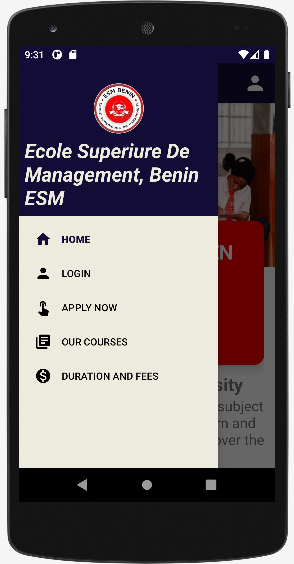 9:31
ESM BENIN
Ecole Superiure De
Management, Benin
ESM
HOME
LOGIN
APPLY NOW
OUR COURSES
DURATION AND FEES
N
sity
subject
n and
over the